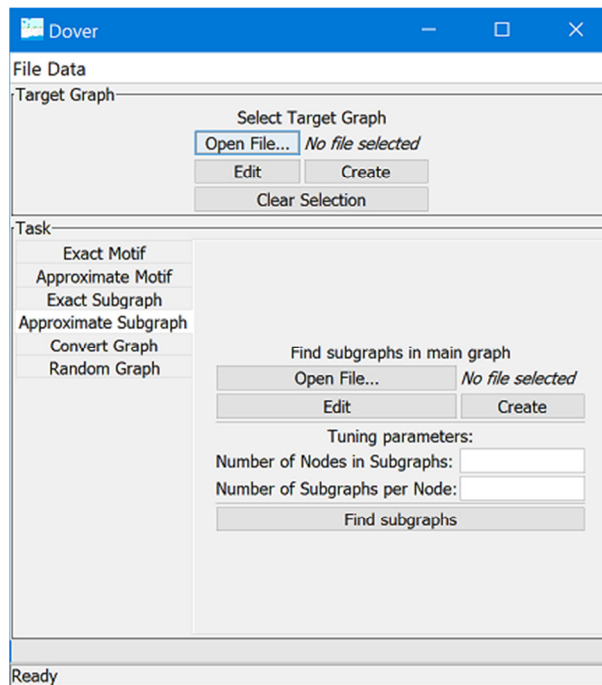 Dover
File Data
Target Graph
Select Target Graph
Open File... No file selected
Edit Create
Clear Selection
Task
Exact Motif
Approximate Motif
Exact Subgraph
Approximate Subgraph
Convert Graph
Random Graph
Find subgraphs in main graph
Open File... No file selected
Edit Create
Tuning parameters:
Number of Nodes in Subgraphs:
Number of Subgraphs per Node:
Find subgraphs
Ready